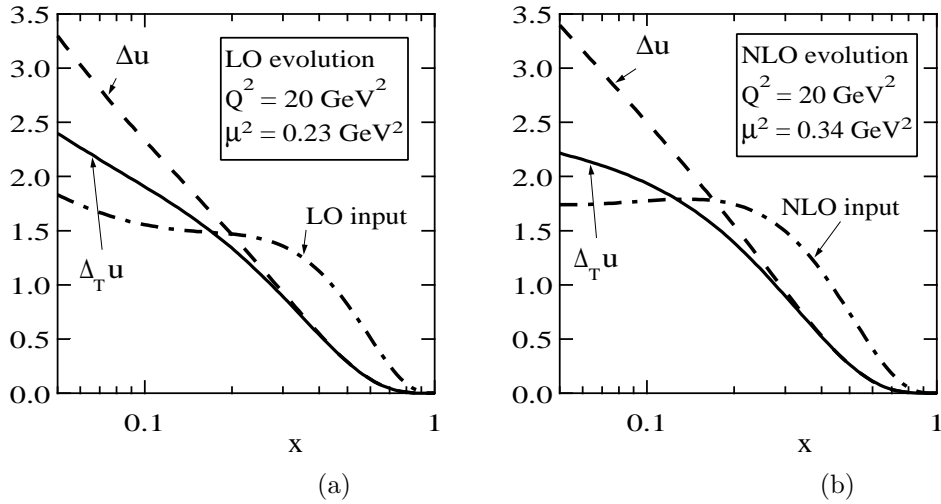 3.5
3.0
2.5
2.0
1.5
1.0
0.5
0.0
Δu
LO evolution
Q² = 20 GeV²
μ² = 0.23 GeV²
LO input
Δ_T u
0.1
1
x
(a)
3.5
3.0
2.5
2.0
1.5
1.0
0.5
0.0
Δu
NLO evolution
Q² = 20 GeV²
μ² = 0.34 GeV²
NLO input
Δ_T u
0.1
1
x
(b)